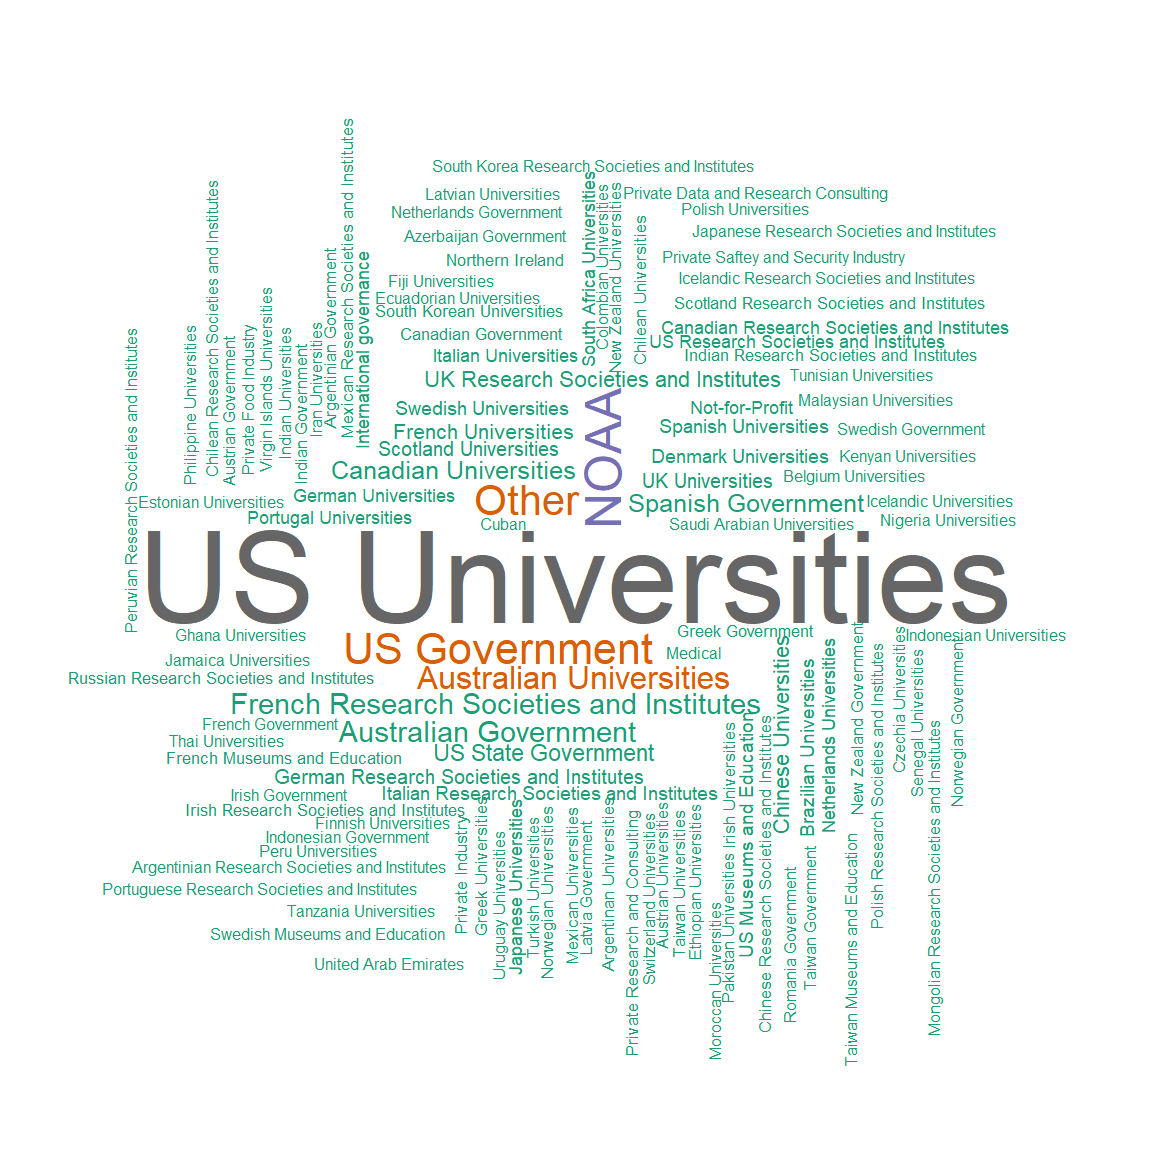 South Korea Research Societies and Institutes
Latvian Universities
Private Data and Research Consulting
Netherlands Government
Polish Universities
Azerbaijan Government
Japanese Research Societies and Institutes
Northern Ireland
Private Saftey and Security Industry
Fiji Universities
Icelandic Research Societies and Institutes
Ecuadorian Universities
Scotland Research Societies and Institutes
South Korean Universities
Canadian Research Societies and Institutes
Canadian Government
US Research Societies and Institutes
Italian Universities
Indian Research Societies and Institutes
UK Research Societies and Institutes
Tunisian Universities
Swedish Universities
Not-for-Profit
Malaysian Universities
French Universities
Spanish Universities
Swedish Government
Scotland Universities
Denmark Universities
Kenyan Universities
Canadian Universities
UK Universities
Belgium Universities
German Universities
Other
Spanish Government
Icelandic Universities
Estonian Universities
Portugal Universities
Cuban
Saudi Arabian Universities
Nigeria Universities
Peruvian Research Societies and Institutes
Philippine Universities
Chilean Research Societies and Institutes
Austrian Government
Private Food Industry
Virgin Islands Universities
Indian Universities
Indian Government
Iran Universities
Argentinian Government
Mexican Research Societies and Institutes
International governance
South Africa Universities
Colombian Universities
New Zealand Universities
Chilean Universities
NOAA
US Universities
Ghana Universities
US Government
Greek Government
Indonesian Universities
Jamaica Universities
Medical
Russian Research Societies and Institutes
Australian Universities
French Research Societies and Institutes
French Government
Australian Government
Thai Universities
US State Government
French Museums and Education
German Research Societies and Institutes
Irish Government
Italian Research Societies and Institutes
Irish Research Societies and Institutes
Finnish Universities
Indonesian Government
Peru Universities
Argentinian Research Societies and Institutes
Portuguese Research Societies and Institutes
Tanzania Universities
Swedish Museums and Education
United Arab Emirates
Private Industry
Greek Universities
Uruguay Universities
Japanese Universities
Turkish Universities
Norwegian Universities
Mexican Universities
Latvia Government
Argentinan Universities
Private Research and Consulting
Switzerland Universities
Austrian Universities
Taiwan Universities
Ethiopian Universities
Moroccan Universities
Pakistan Universities
Irish Universities
US Museums and Education
Chinese Research Societies and Institutes
Chinese Universities
Romania Government
Brazilian Universities
Taiwan Government
Netherlands Universities
New Zealand Government
Taiwan Museums and Education
Polish Research Societies and Institutes
Czechia Universities
Senegal Universities
Mongolian Research Societies and Institutes
Norwegian Government